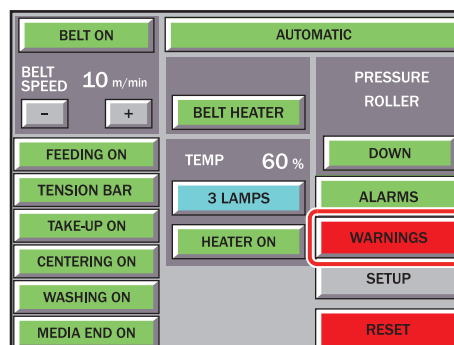 BELT ON
AUTOMATIC
BELT
SPEED 10 m/min
- +
BELT HEATER
PRESSURE
ROLLER
FEEDING ON
TENSION BAR
TAKE-UP ON
CENTERING ON
WASHING ON
MEDIA END ON
TEMP 60 %
3 LAMPS
HEATER ON
DOWN
ALARMS
WARNINGS
SETUP
RESET